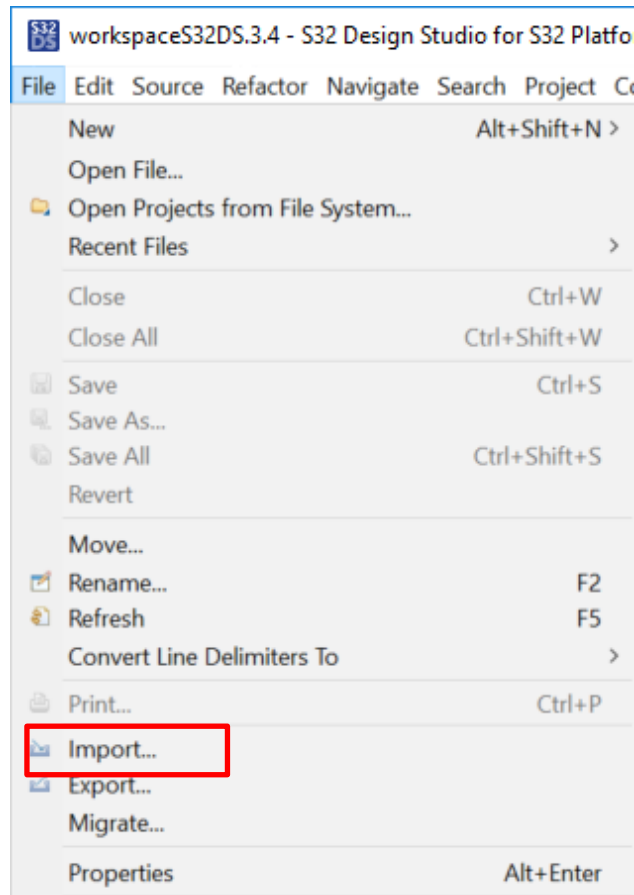 S32 DS workspaceS32DS.3.4 - S32 Design Studio for S32 Platfo
File Edit Source Refactor Navigate Search Project Co
New Alt+Shift+N >
Open File...
Open Projects from File System...
Recent Files >
Close Ctrl+W
Close All Ctrl+Shift+W
Save Ctrl+S
Save As...
Save All Ctrl+Shift+S
Revert
Move...
Rename... F2
Refresh F5
Convert Line Delimiters To >
Print... Ctrl+P
Import...
Export...
Migrate...
Properties Alt+Enter